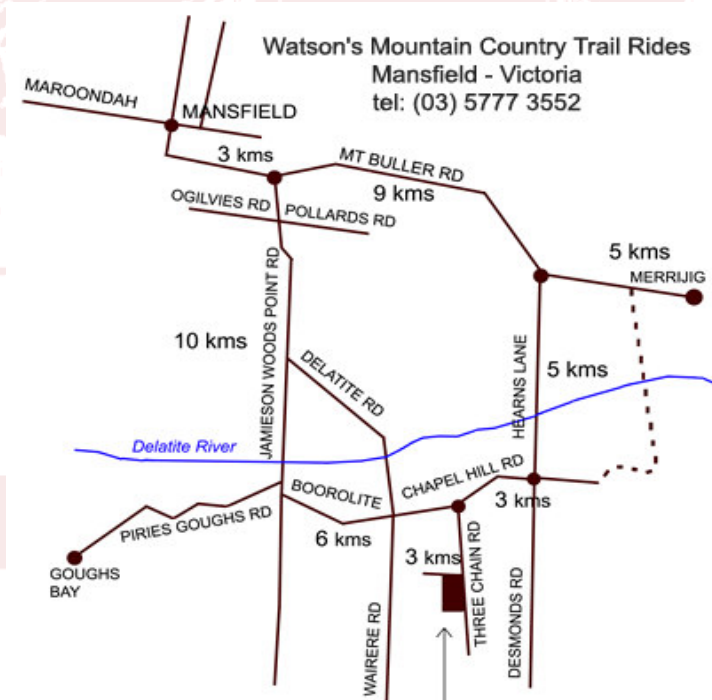 Watson's Mountain Country Trail Rides
Mansfield - Victoria
tel: (03) 5777 3552
MAROONDAH
MANSFIELD
3 kms
MT BULLER RD
9 kms
OGILVIES RD
POLLARDS RD
5 kms
MERRIJIG
JAMIESON WOODS POINT RD
10 kms
DELATITE RD
HEARNS LANE
5 kms
Delatite River
BOOROLITE
CHAPEL HILL RD
3 kms
PIRIES GOUGHS RD
6 kms
GOUGHS
BAY
3 kms
THREE CHAIN RD
DESMONDS RD
WAIRERE RD